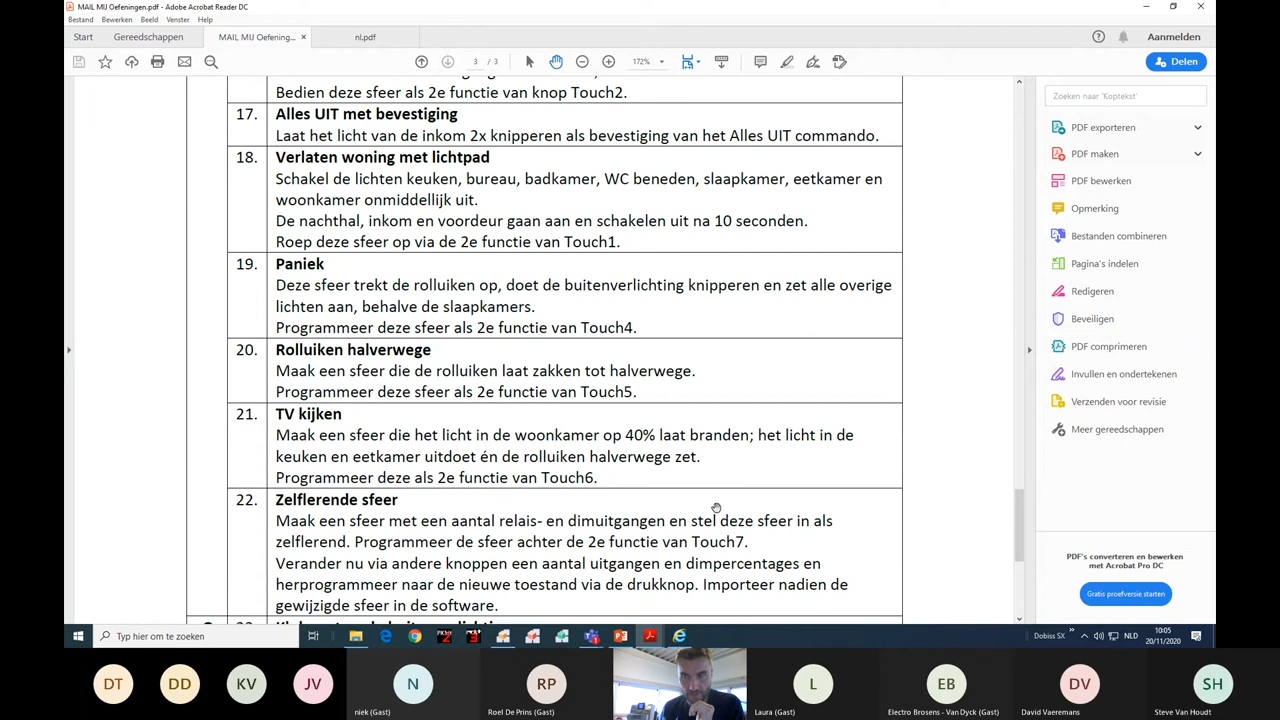 MAIL MIJ Oefeningen.pdf - Adobe Acrobat Reader DC
Bestand Bewerken Beeld Venster Help
Start Gereedschappen MAIL MIJ Oefening... × nl.pdf Aanmelden
3 / 3 172% Delen
Bedien deze sfeer als 2e functie van knop Touch2.
17. Alles UIT met bevestiging
Laat het licht van de inkom 2x knipperen als bevestiging van het Alles UIT commando.
18. Verlaten woning met lichtpad
Schakel de lichten keuken, bureau, badkamer, WC beneden, slaapkamer, eetkamer en
woonkamer onmiddellijk uit.
De nachthal, inkom en voordeur gaan aan en schakelen uit na 10 seconden.
Roep deze sfeer op via de 2e functie van Touch1.
19. Paniek
Deze sfeer trekt de rolluiken op, doet de buitenverlichting knipperen en zet alle overige
lichten aan, behalve de slaapkamers.
Programmeer deze sfeer als 2e functie van Touch4.
20. Rolluiken halverwege
Maak een sfeer die de rolluiken laat zakken tot halverwege.
Programmeer deze sfeer als 2e functie van Touch5.
21. TV kijken
Maak een sfeer die het licht in de woonkamer op 40% laat branden; het licht in de
keuken en eetkamer uitdoet én de rolluiken halverwege zet.
Programmeer deze als 2e functie van Touch6.
22. Zelflerende sfeer
Maak een sfeer met een aantal relais- en dimuitgangen en stel deze sfeer in als
zelflerend. Programmeer de sfeer achter de 2e functie van Touch7.
Verander nu via andere knoppen een aantal uitgangen en dimpercentages en
herprogrammeer naar de nieuwe toestand via de drukknop. Importeer nadien de
gewijzigde sfeer in de software.
Zoeken naar 'Koptekst'
PDF exporteren
PDF maken
PDF bewerken
Opmerking
Bestanden combineren
Pagina's indelen
Redigeren
Beveiligen
PDF comprimeren
Invullen en ondertekenen
Verzenden voor revisie
Meer gereedschappen
PDF's converteren en bewerken
met Acrobat Pro DC
Gratis proefversie starten
Typ hier om te zoeken
Dobiss SX » NLD 10:05
20/11/2020
DT DD KV JV N RP L EB DV SH
niek (Gast) Roel De Prins (Gast) Laura (Gast) Electro Brosens - Van Dyck (Gast) David Vaeremans Steve Van Houdt